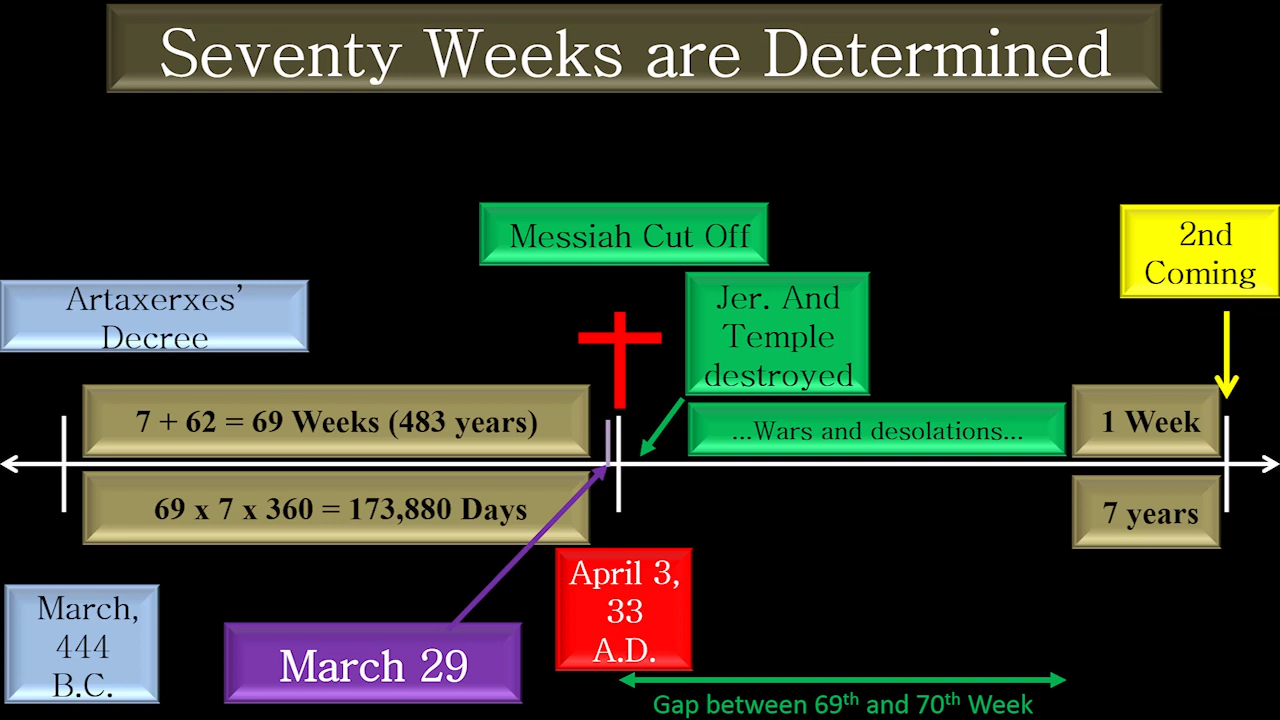 Seventy Weeks are Determined
Messiah Cut Off
2nd
Coming
Artaxerxes’
Decree
Jer. And
Temple
destroyed
7 + 62 = 69 Weeks (483 years)
...Wars and desolations...
1 Week
69 x 7 x 360 = 173,880 Days
7 years
March,
444
B.C.
March 29
April 3,
33
A.D.
Gap between 69th and 70th Week